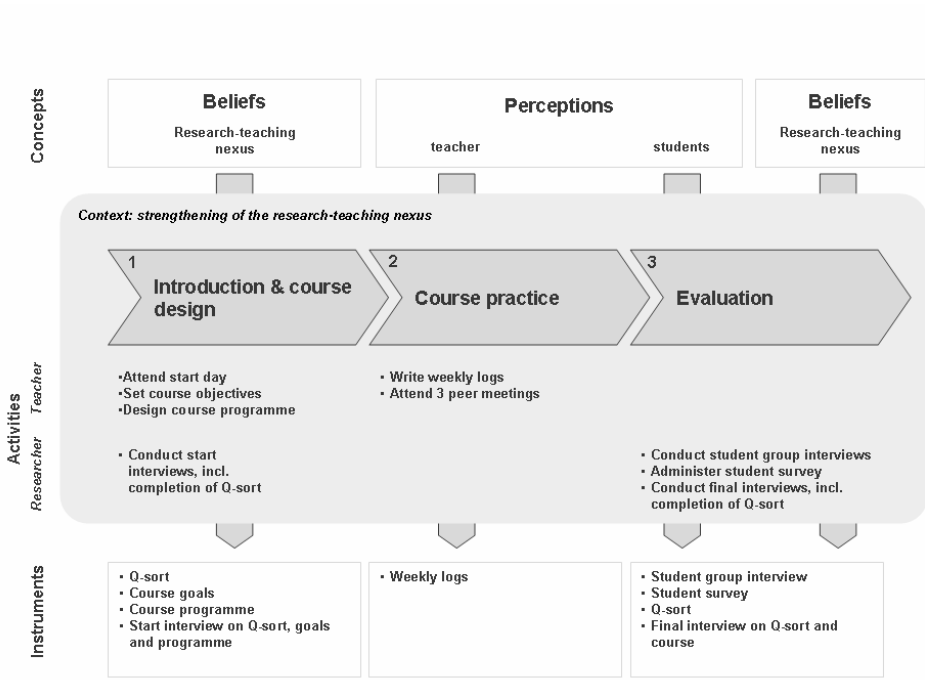 Concepts
Beliefs
Research-teaching
nexus
Perceptions
teacher
students
Beliefs
Research-teaching
nexus
Context: strengthening of the research-teaching nexus
1
Introduction & course
design
2
Course practice
3
Evaluation
Activities
Teacher
•Attend start day
•Set course objectives
•Design course programme
• Write weekly logs
• Attend 3 peer meetings
Researcher
• Conduct start
interviews, incl.
completion of Q-sort
• Conduct student group interviews
• Administer student survey
• Conduct final interviews, incl.
completion of Q-sort
Instruments
• Q-sort
• Course goals
• Course programme
• Start interview on Q-sort, goals
and programme
• Weekly logs
• Student group interview
• Student survey
• Q-sort
• Final interview on Q-sort and
course